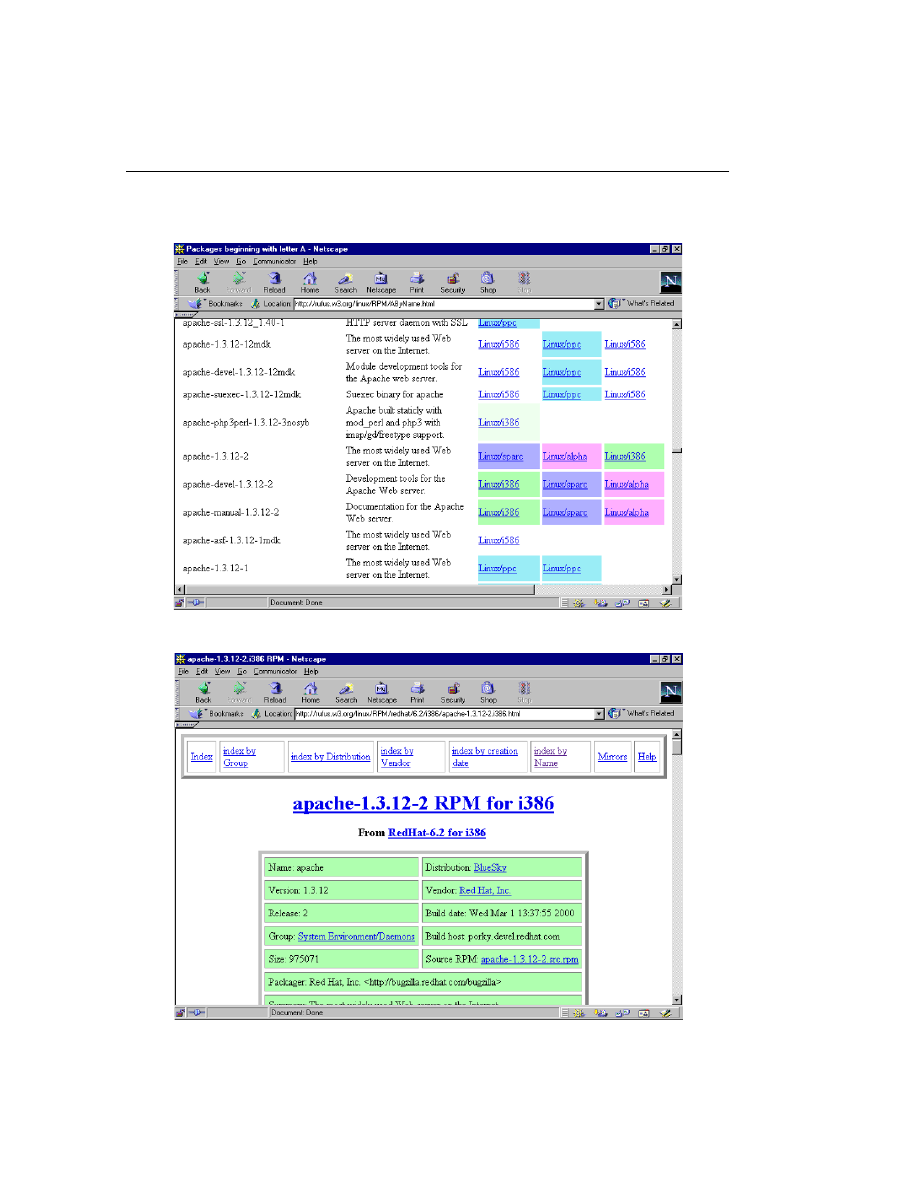 Packages beginning with letter A - Netscape
File Edit View Go Communicator Help
Back Forward Reload Home Search Netscape Print Security Shop Stop
Bookmarks Location: http://rufus.w3.org/linux/RPM/AByName.html What's Related
apache-ssl-1.3.12_1.40-1 HTTP server daemon with SSL Linux/ppc
apache-1.3.12-12mdk The most widely used Web server on the Internet. Linux/i586 Linux/ppc Linux/i586
apache-devel-1.3.12-12mdk Module development tools for the Apache web server. Linux/i586 Linux/ppc Linux/i586
apache-suexec-1.3.12-12mdk Suexec binary for apache Linux/i586 Linux/ppc Linux/i586
apache-php3perl-1.3.12-3nosyb Apache built staticly with mod_perl and php3 with imap/gd/freetype support. Linux/i386
apache-1.3.12-2 The most widely used Web server on the Internet. Linux/sparc Linux/alpha Linux/i386
apache-devel-1.3.12-2 Development tools for the Apache Web server. Linux/i386 Linux/sparc Linux/alpha
apache-manual-1.3.12-2 Documentation for the Apache Web server. Linux/i386 Linux/sparc Linux/alpha
apache-asf-1.3.12-1mdk The most widely used Web server on the Internet. Linux/i586
apache-1.3.12-1 The most widely used Web server on the Internet. Linux/ppc Linux/ppc
Document: Done
apache-1.3.12-2.i386 RPM - Netscape
File Edit View Go Communicator Help
Back Forward Reload Home Search Netscape Print Security Shop Stop
Bookmarks Location: http://rufus.w3.org/linux/RPM/redhat/6.2/i386/apache-1.3.12-2.i386.html What's Related
Index index by Group index by Distribution index by Vendor index by creation date index by Name Mirrors Help
apache-1.3.12-2 RPM for i386
From RedHat-6.2 for i386
Name: apache Distribution: BlueSky
Version: 1.3.12 Vendor: Red Hat, Inc.
Release: 2 Build date: Wed Mar 1 13:37:55 2000
Group: System Environment/Daemons Build host: porky.devel.redhat.com
Size: 975071 Source RPM: apache-1.3.12-2.src.rpm
Packager: Red Hat, Inc. <http://bugzilla.redhat.com/bugzilla>
Summary: The most widely used Web server on the Internet.
Document: Done